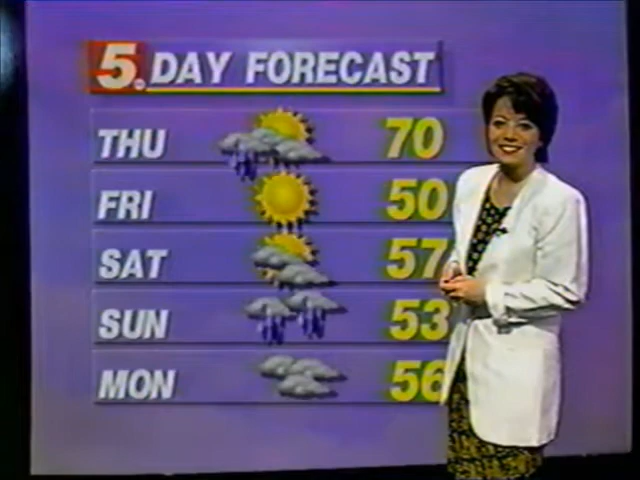 5. DAY FORECAST
THU 70
FRI 50
SAT 57
SUN 53
MON 56